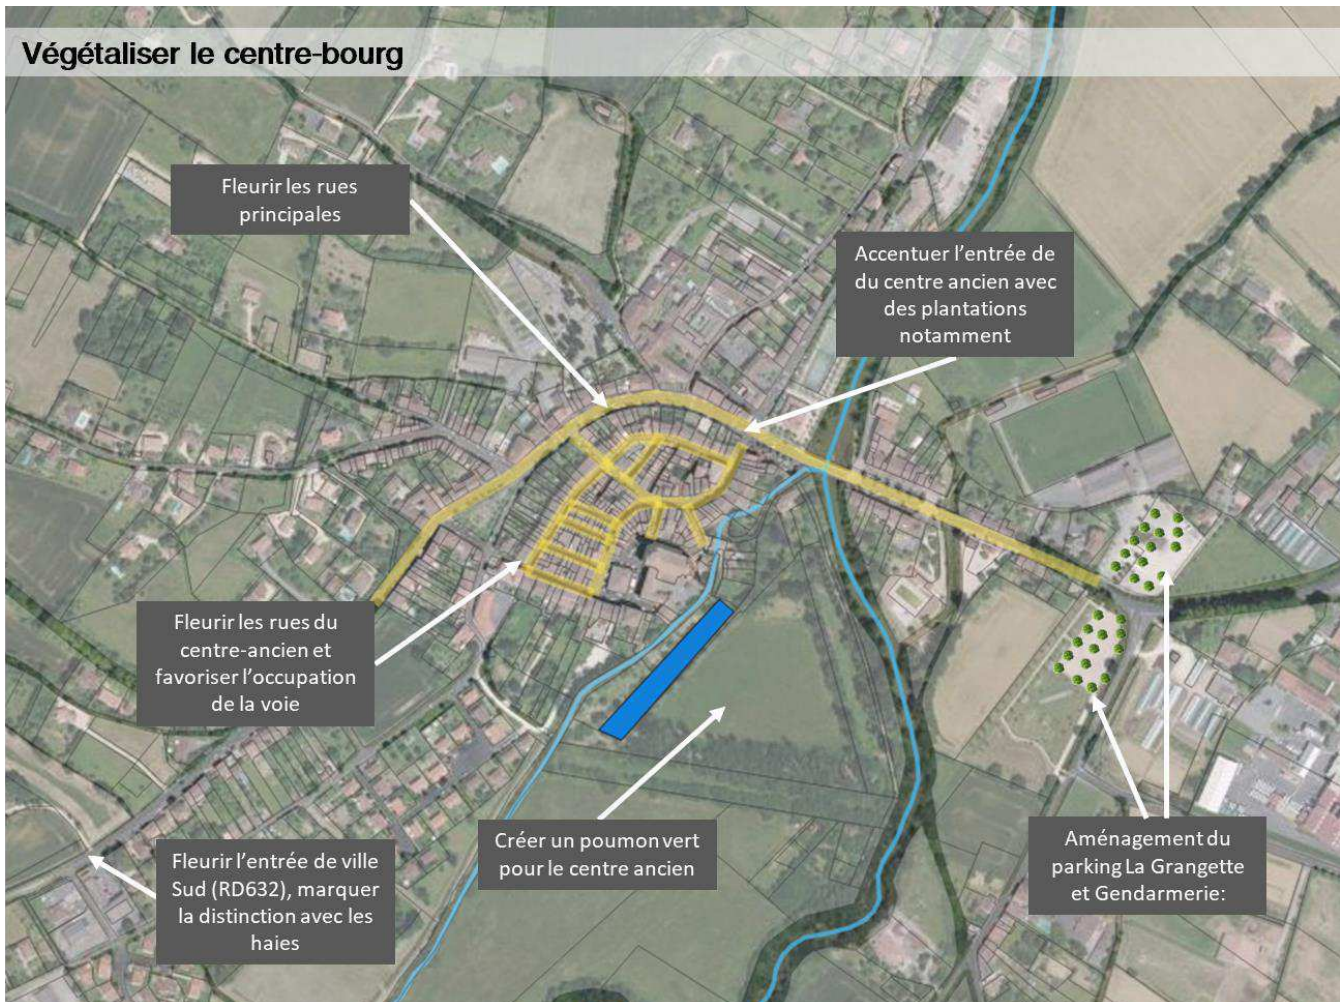 Végétaliser le centre-bourg
Fleurir les rues
principales
Accentuer l'entrée de
du centre ancien avec
des plantations
notamment
Fleurir les rues du
centre-ancien et
favoriser l'occupation
de la voie
Créer un poumon vert
pour le centre ancien
Aménagement du
parking La Grangette
et Gendarmerie:
Fleurir l'entrée de ville
Sud (RD632), marquer
la distinction avec les
haies